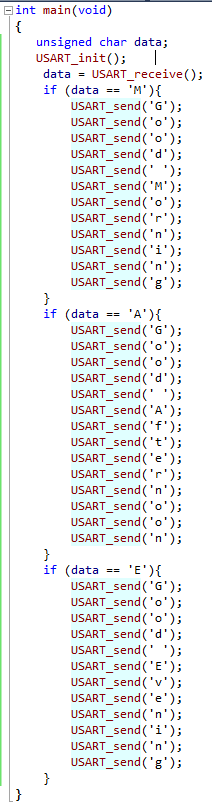 int main(void)
{
unsigned char data;
USART_init();
data = USART_receive();
if (data == 'M'){
USART_send('G');
USART_send('o');
USART_send('o');
USART_send('d');
USART_send(' ');
USART_send('M');
USART_send('o');
USART_send('r');
USART_send('n');
USART_send('i');
USART_send('n');
USART_send('g');
}
if (data == 'A'){
USART_send('G');
USART_send('o');
USART_send('o');
USART_send('d');
USART_send(' ');
USART_send('A');
USART_send('f');
USART_send('t');
USART_send('e');
USART_send('r');
USART_send('n');
USART_send('o');
USART_send('o');
USART_send('n');
}
if (data == 'E'){
USART_send('G');
USART_send('o');
USART_send('o');
USART_send('d');
USART_send(' ');
USART_send('E');
USART_send('v');
USART_send('e');
USART_send('n');
USART_send('i');
USART_send('n');
USART_send('g');
}
}